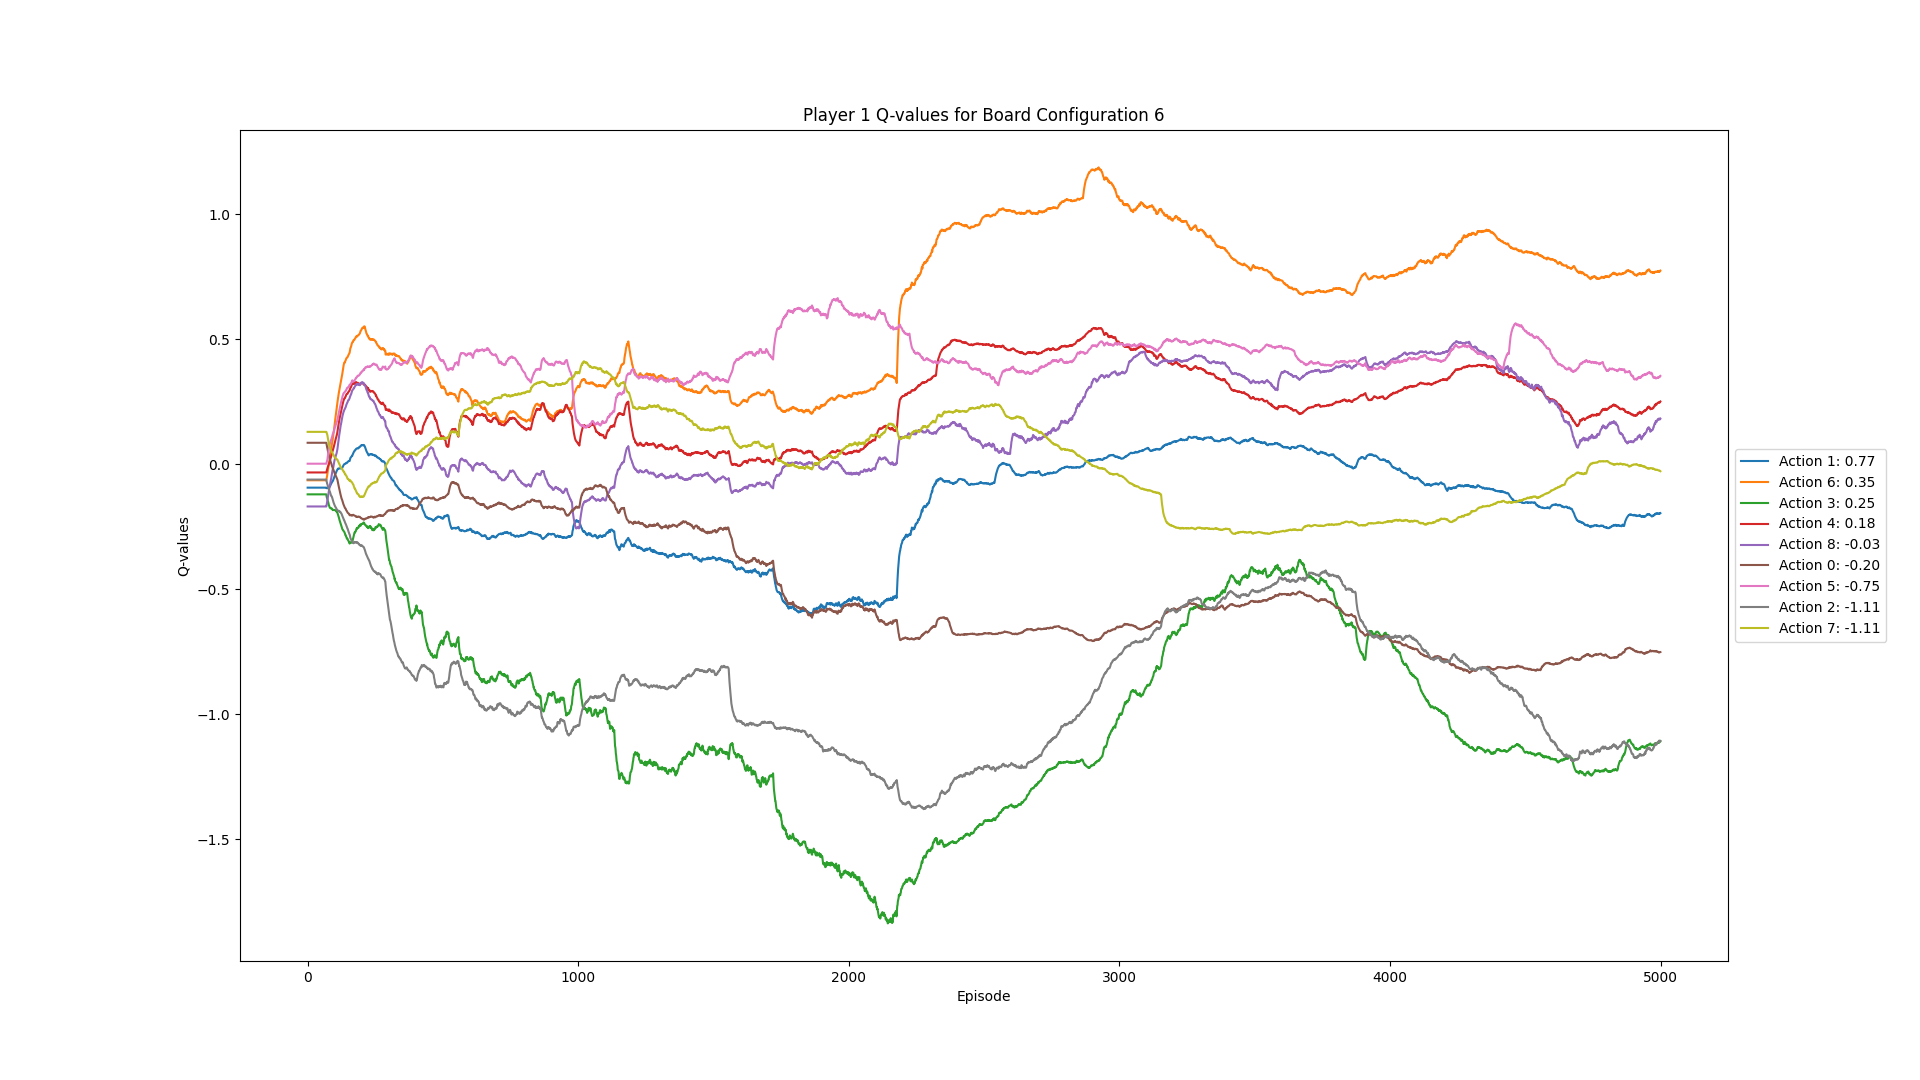 Player 1 Q-values for Board Configuration 6
1.0
0.5
0.0
−0.5
−1.0
−1.5
Q-values
0
1000
2000
3000
4000
5000
Episode
Action 1: 0.77
Action 6: 0.35
Action 3: 0.25
Action 4: 0.18
Action 8: -0.03
Action 0: -0.20
Action 5: -0.75
Action 2: -1.11
Action 7: -1.11